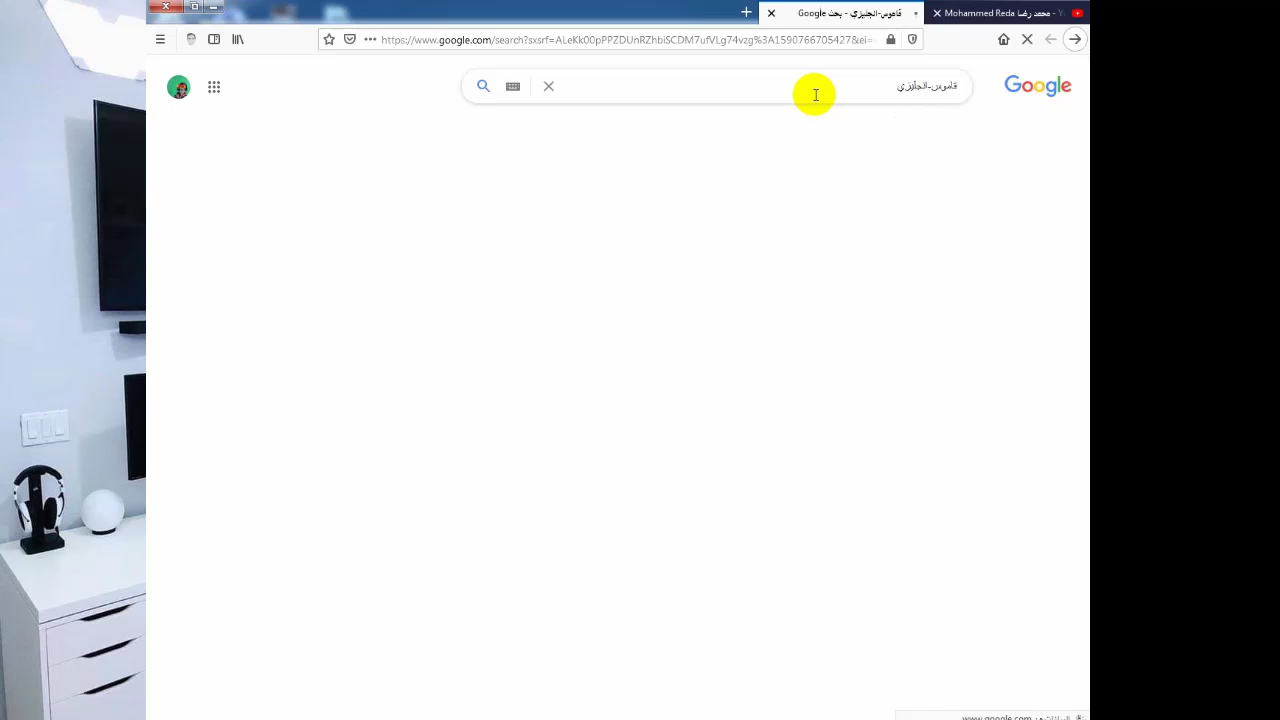 Mohammed Reda محمد رضا - Y
قاموس-انجليزي - بحث Google
https://www.google.com/search?sxsrf=ALeKk00pPPZDUnRZhbiSCDM7ufVLg74vzg%3A1590766705427&ei=
Google
قاموس-انجليزي
www.google.com